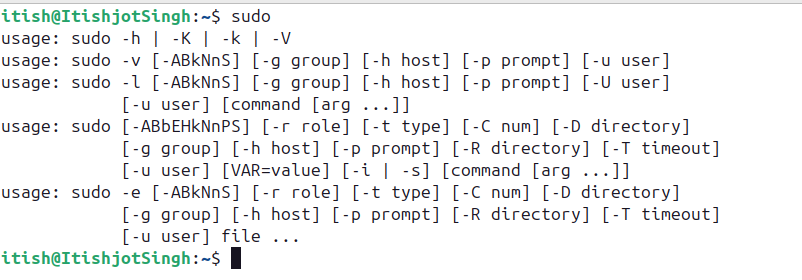 itish@ItishjotSingh:~$ sudo
usage: sudo -h | -K | -k | -V
usage: sudo -v [-ABkNnS] [-g group] [-h host] [-p prompt] [-u user]
usage: sudo -l [-ABkNnS] [-g group] [-h host] [-p prompt] [-U user]
            [-u user] [command [arg ...]]
usage: sudo [-ABbEHkNnPS] [-r role] [-t type] [-C num] [-D directory]
            [-g group] [-h host] [-p prompt] [-R directory] [-T timeout]
            [-u user] [VAR=value] [-i | -s] [command [arg ...]]
usage: sudo -e [-ABkNnS] [-r role] [-t type] [-C num] [-D directory]
            [-g group] [-h host] [-p prompt] [-R directory] [-T timeout]
            [-u user] file ...
itish@ItishjotSingh:~$